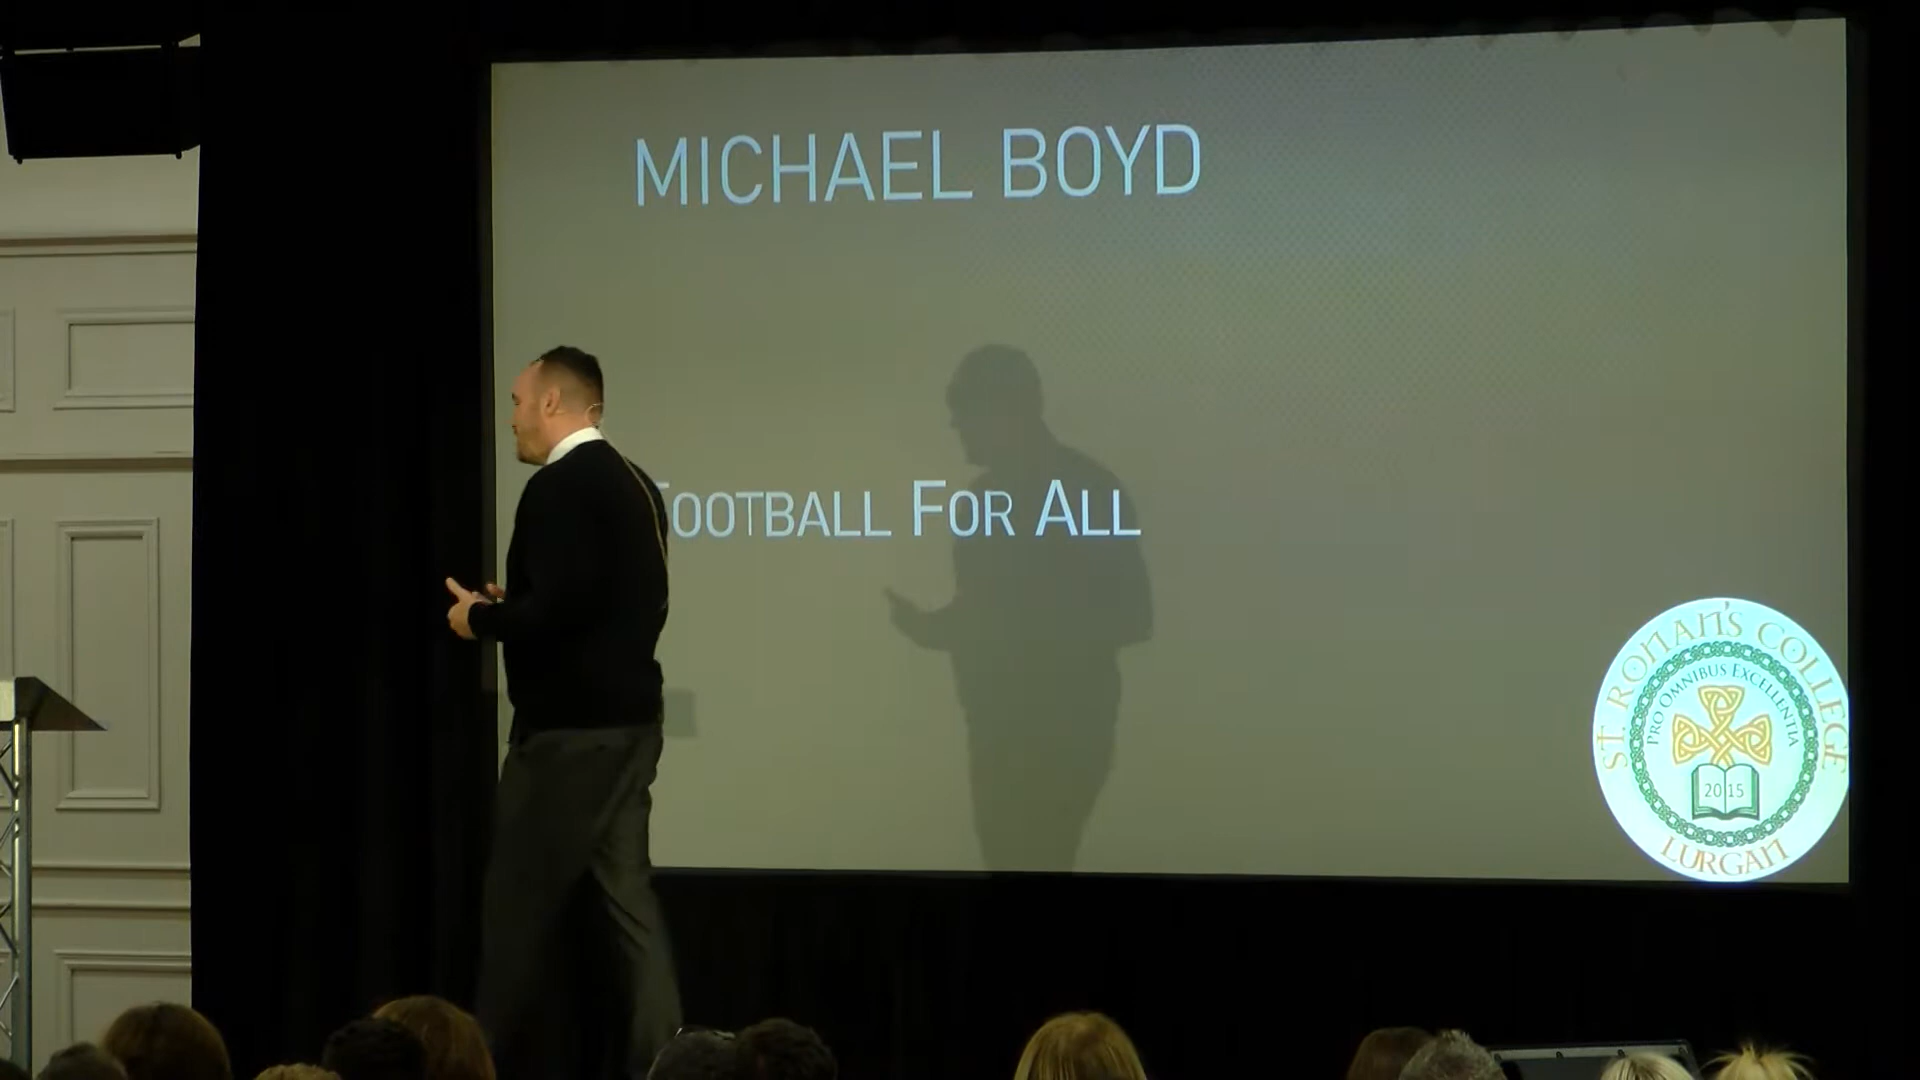 MICHAEL BOYD
FOOTBALL FOR ALL
ST. RONAN'S COLLEGE
PRO OMNIBUS EXCELLENTIA
2015
LURGAN